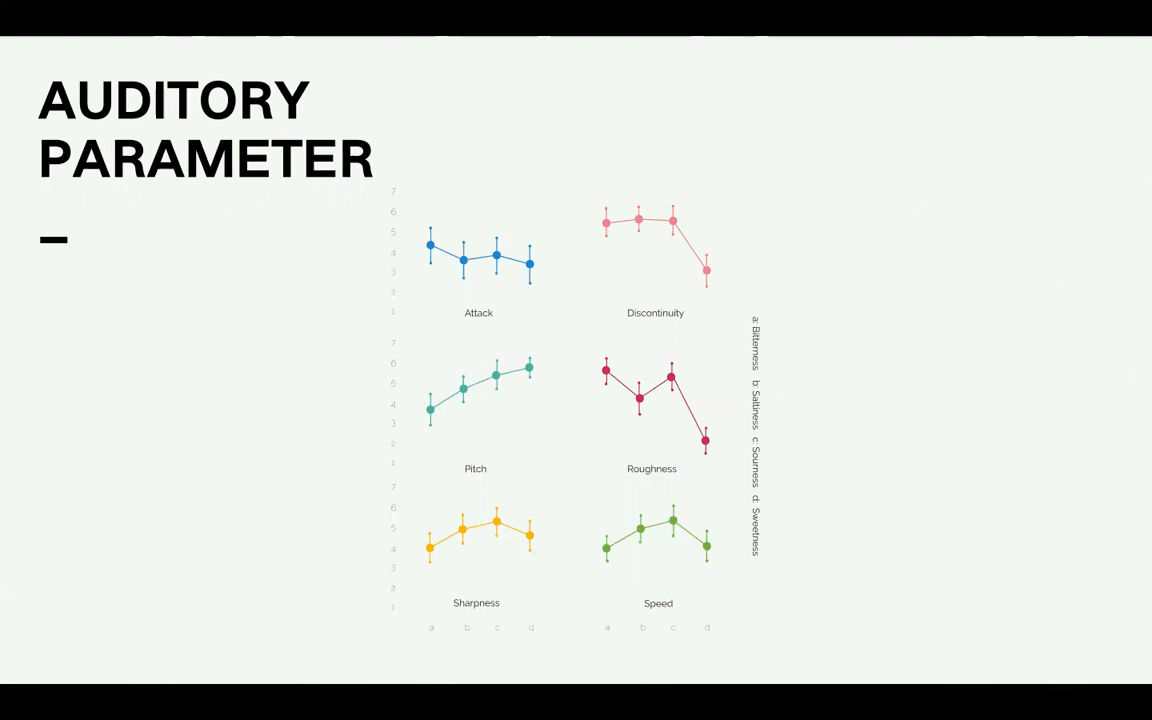 AUDITORY
PARAMETER
7
6
5
4
3
2
1
Attack
Discontinuity
7
6
5
4
3
2
1
Pitch
Roughness
7
6
5
4
3
2
1
Sharpness
Speed
a b c d
a b c d
a: Bitterness b: Saltiness c: Sourness d: Sweetness